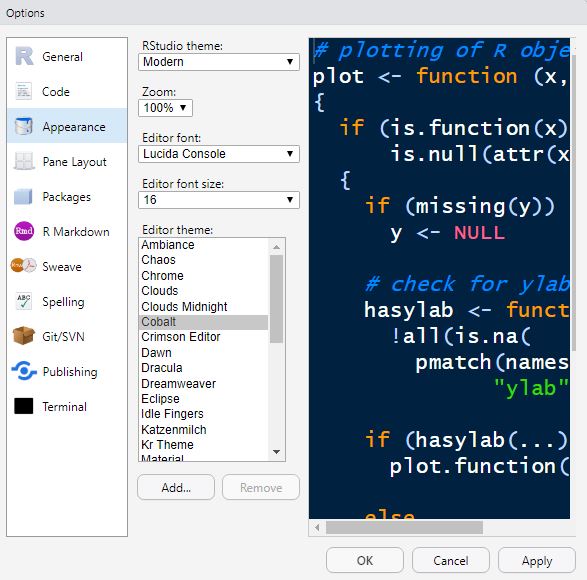 Options
R General
Code
Appearance
Pane Layout
Packages
Rmd R Markdown
Sweave
ABC Spelling
Git/SVN
Publishing
Terminal
RStudio theme:
Modern
Zoom:
100%
Editor font:
Lucida Console
Editor font size:
16
Editor theme:
Ambiance
Chaos
Chrome
Clouds
Clouds Midnight
Cobalt
Crimson Editor
Dawn
Dracula
Dreamweaver
Eclipse
Idle Fingers
Katzenmilch
Kr Theme
Material
Add...
Remove
# plotting of R obje
plot <- function (x,
{
if (is.function(x)
is.null(attr(x
{
if (missing(y))
y <- NULL
# check for ylab
hasylab <- funct
!all(is.na(
pmatch(names
"ylab"
if (hasylab(...)
plot.function(
else
OK
Cancel
Apply